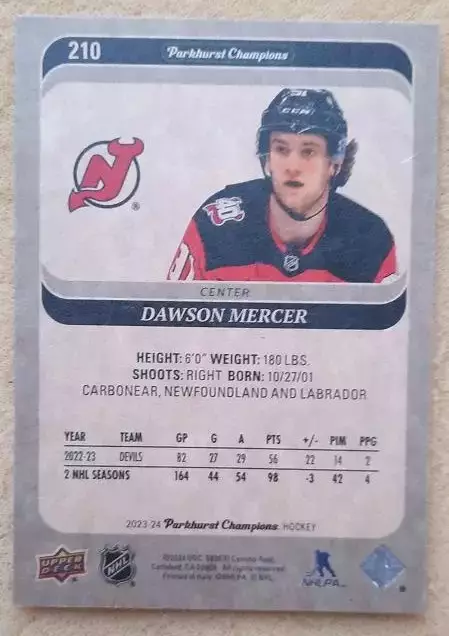 210
Parkhurst Champions
CCM
40
CENTER
DAWSON MERCER
HEIGHT: 6'0" WEIGHT: 180 LBS.
SHOOTS: RIGHT BORN: 10/27/01
CARBONEAR, NEWFOUNDLAND AND LABRADOR
YEAR TEAM GP G A PTS +/- PIM PPG
2022-23 DEVILS 82 27 29 56 22 14 2
2 NHL SEASONS 164 44 54 98 -3 42 4
2023-24 Parkhurst Champions HOCKEY
UPPER DECK
NHL
NHLPA